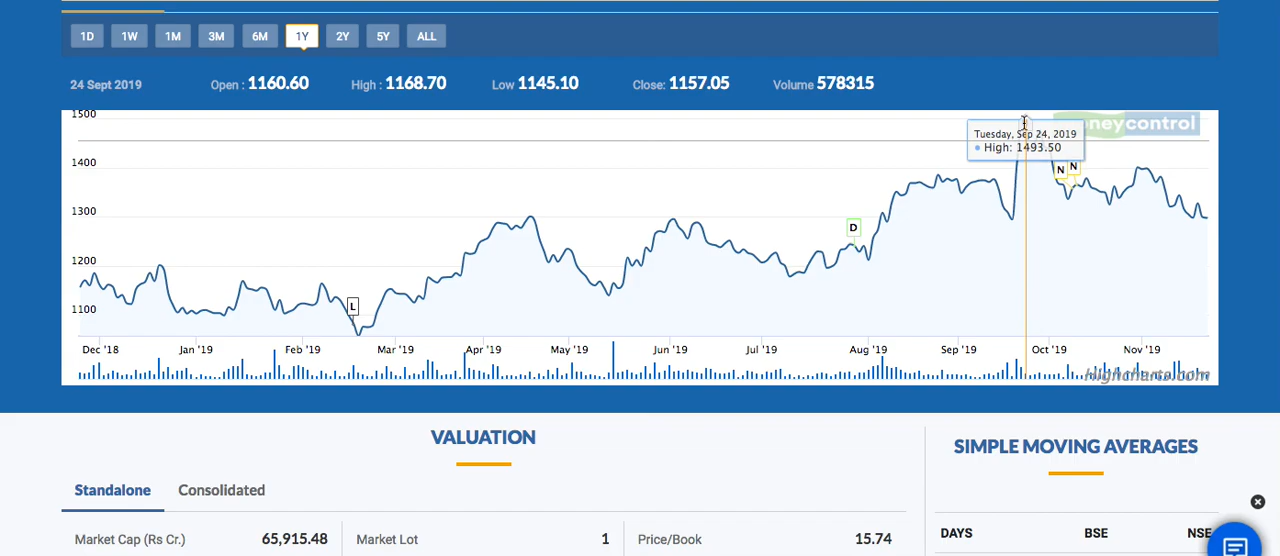 1D 1W 1M 3M 6M 1Y 2Y 5Y ALL
24 Sept 2019 Open : 1160.60 High : 1168.70 Low 1145.10 Close: 1157.05 Volume 578315
1500
1400
1300
1200
1100
neycontrol
Tuesday, Sep 24, 2019
High: 1493.50
N N
D
L
Dec '18 Jan '19 Feb '19 Mar '19 Apr '19 May '19 Jun '19 Jul '19 Aug '19 Sep '19 Oct '19 Nov '19
Highcharts.com
VALUATION
Standalone Consolidated
Market Cap (Rs Cr.) 65,915.48 Market Lot 1 Price/Book 15.74
SIMPLE MOVING AVERAGES
DAYS BSE NSE